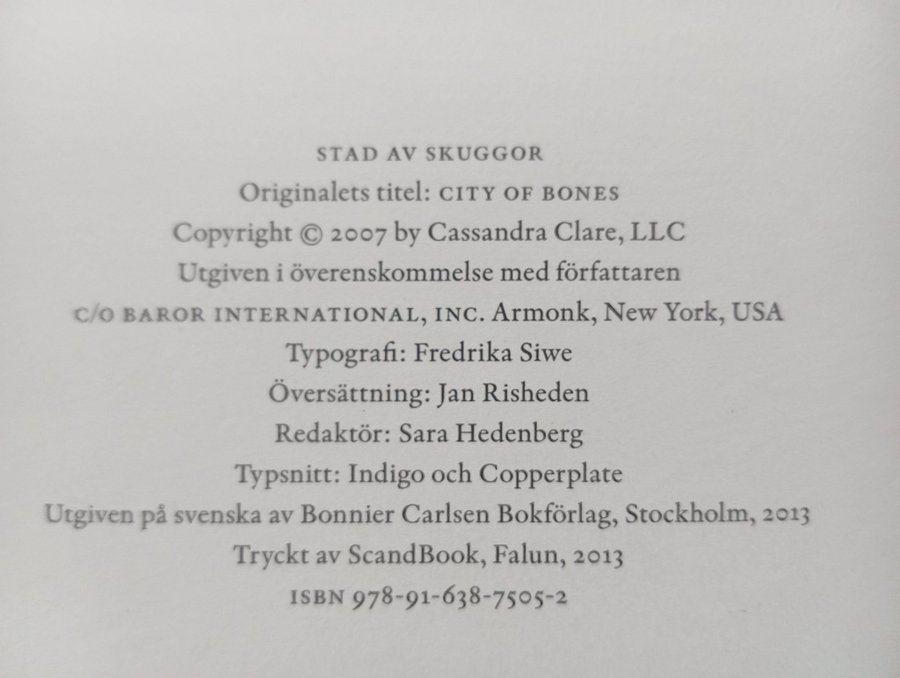 STAD AV SKUGGOR
Originalets titel: CITY OF BONES
Copyright © 2007 by Cassandra Clare, LLC
Utgiven i överenskommelse med författaren
C/O BAROR INTERNATIONAL, INC. Armonk, New York, USA
Typografi: Fredrika Siwe
Översättning: Jan Risheden
Redaktör: Sara Hedenberg
Typsnitt: Indigo och Copperplate
Utgiven på svenska av Bonnier Carlsen Bokförlag, Stockholm, 2013
Tryckt av ScandBook, Falun, 2013
ISBN 978-91-638-7505-2